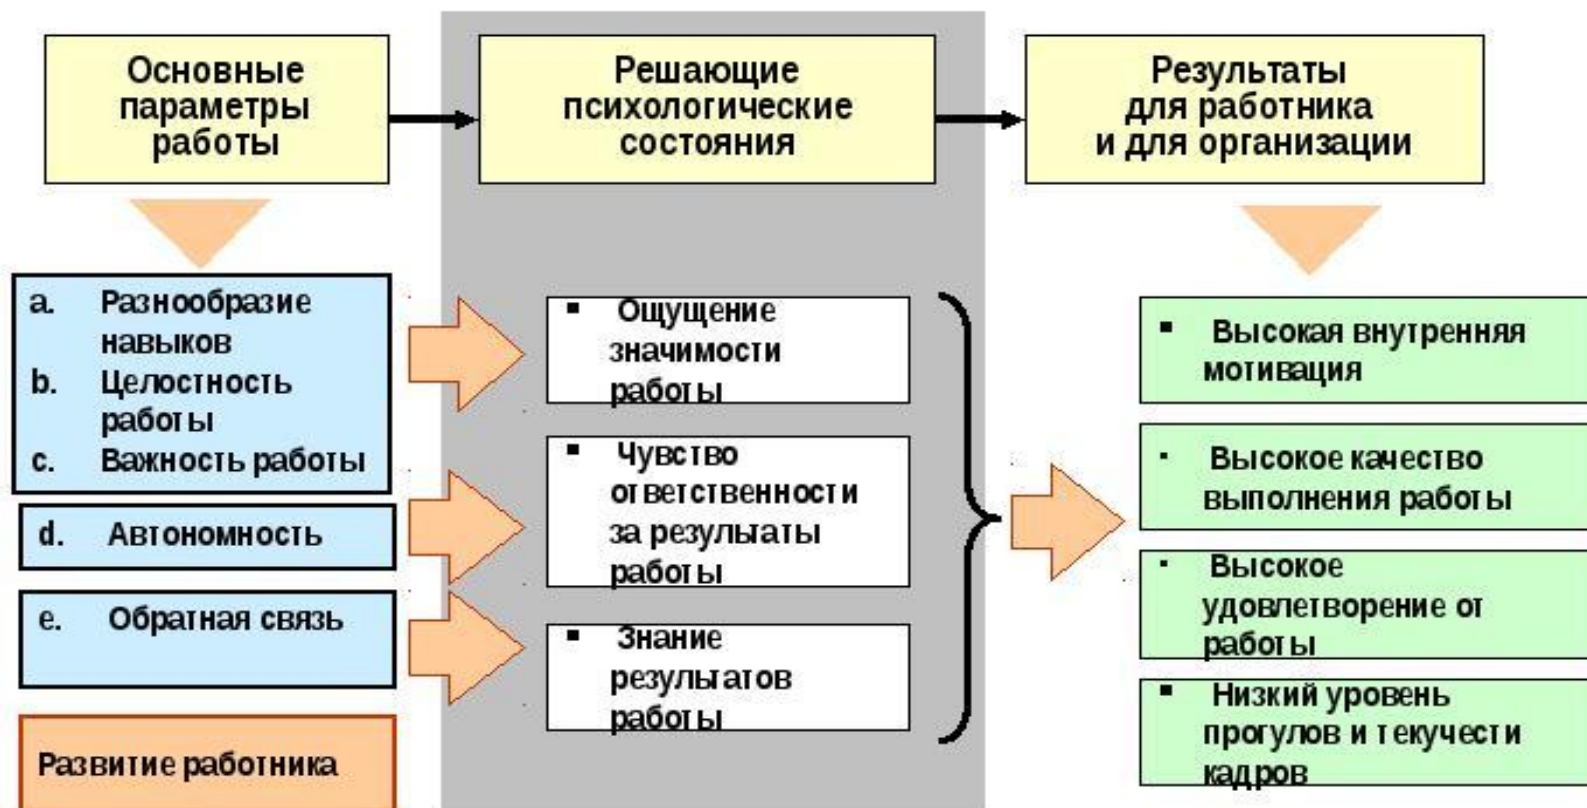 Основные
параметры
работы
Решающие
психологические
состояния
Результаты
для работника
и для организации
a. Разнообразие
навыков
b. Целостность
работы
c. Важность работы
d. Автономность
e. Обратная связь
Развитие работника
▪ Ощущение
значимости
работы
▪ Чувство
ответственности
за результаты
работы
▪ Знание
результатов
работы
▪ Высокая внутренняя
мотивация
▪ Высокое качество
выполнения работы
▪ Высокое
удовлетворение от
работы
▪ Низкий уровень
прогулов и текучести
кадров